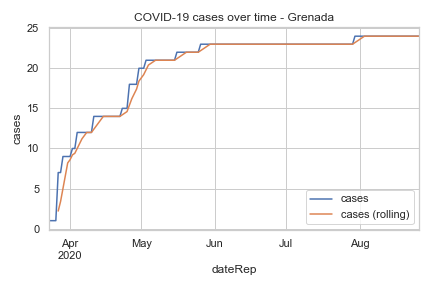 COVID-19 cases over time - Grenada
25
20
15
10
5
0
cases
Apr
2020
May
Jun
Jul
Aug
dateRep
cases
cases (rolling)